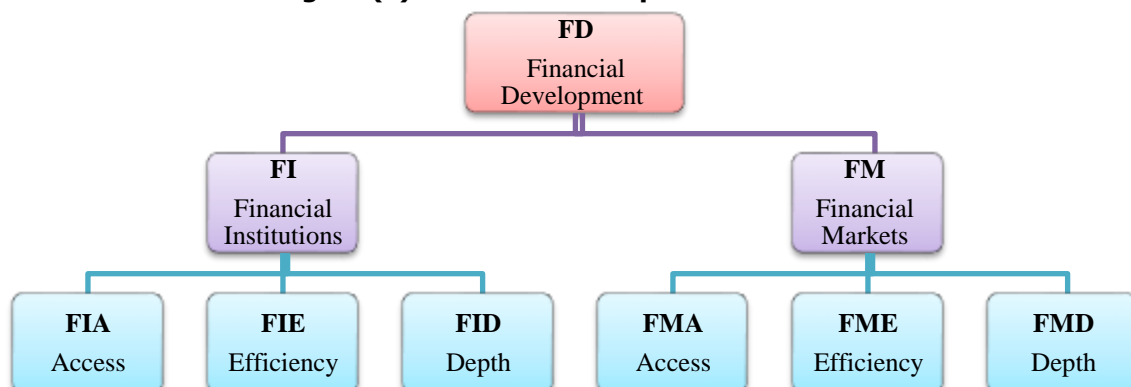 FD
Financial
Development
FI
Financial
Institutions
FM
Financial
Markets
FIA
Access
FIE
Efficiency
FID
Depth
FMA
Access
FME
Efficiency
FMD
Depth